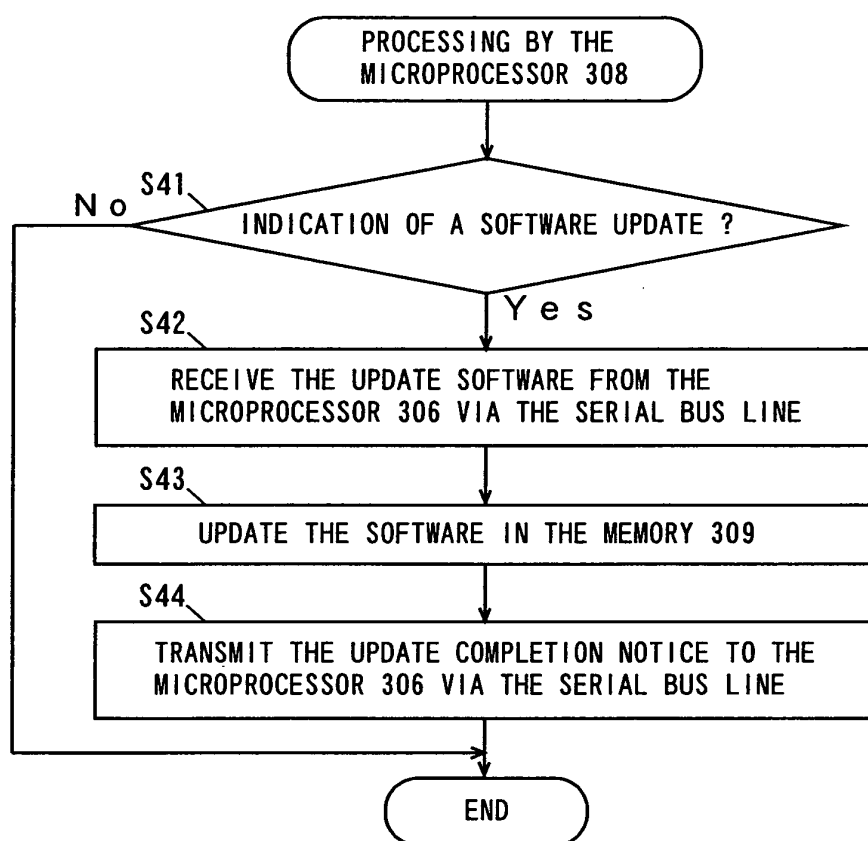 PROCESSING BY THE
MICROPROCESSOR 308
S41
No
INDICATION OF A SOFTWARE UPDATE ?
Yes
S42
RECEIVE THE UPDATE SOFTWARE FROM THE
MICROPROCESSOR 306 VIA THE SERIAL BUS LINE
S43
UPDATE THE SOFTWARE IN THE MEMORY 309
S44
TRANSMIT THE UPDATE COMPLETION NOTICE TO THE
MICROPROCESSOR 306 VIA THE SERIAL BUS LINE
END